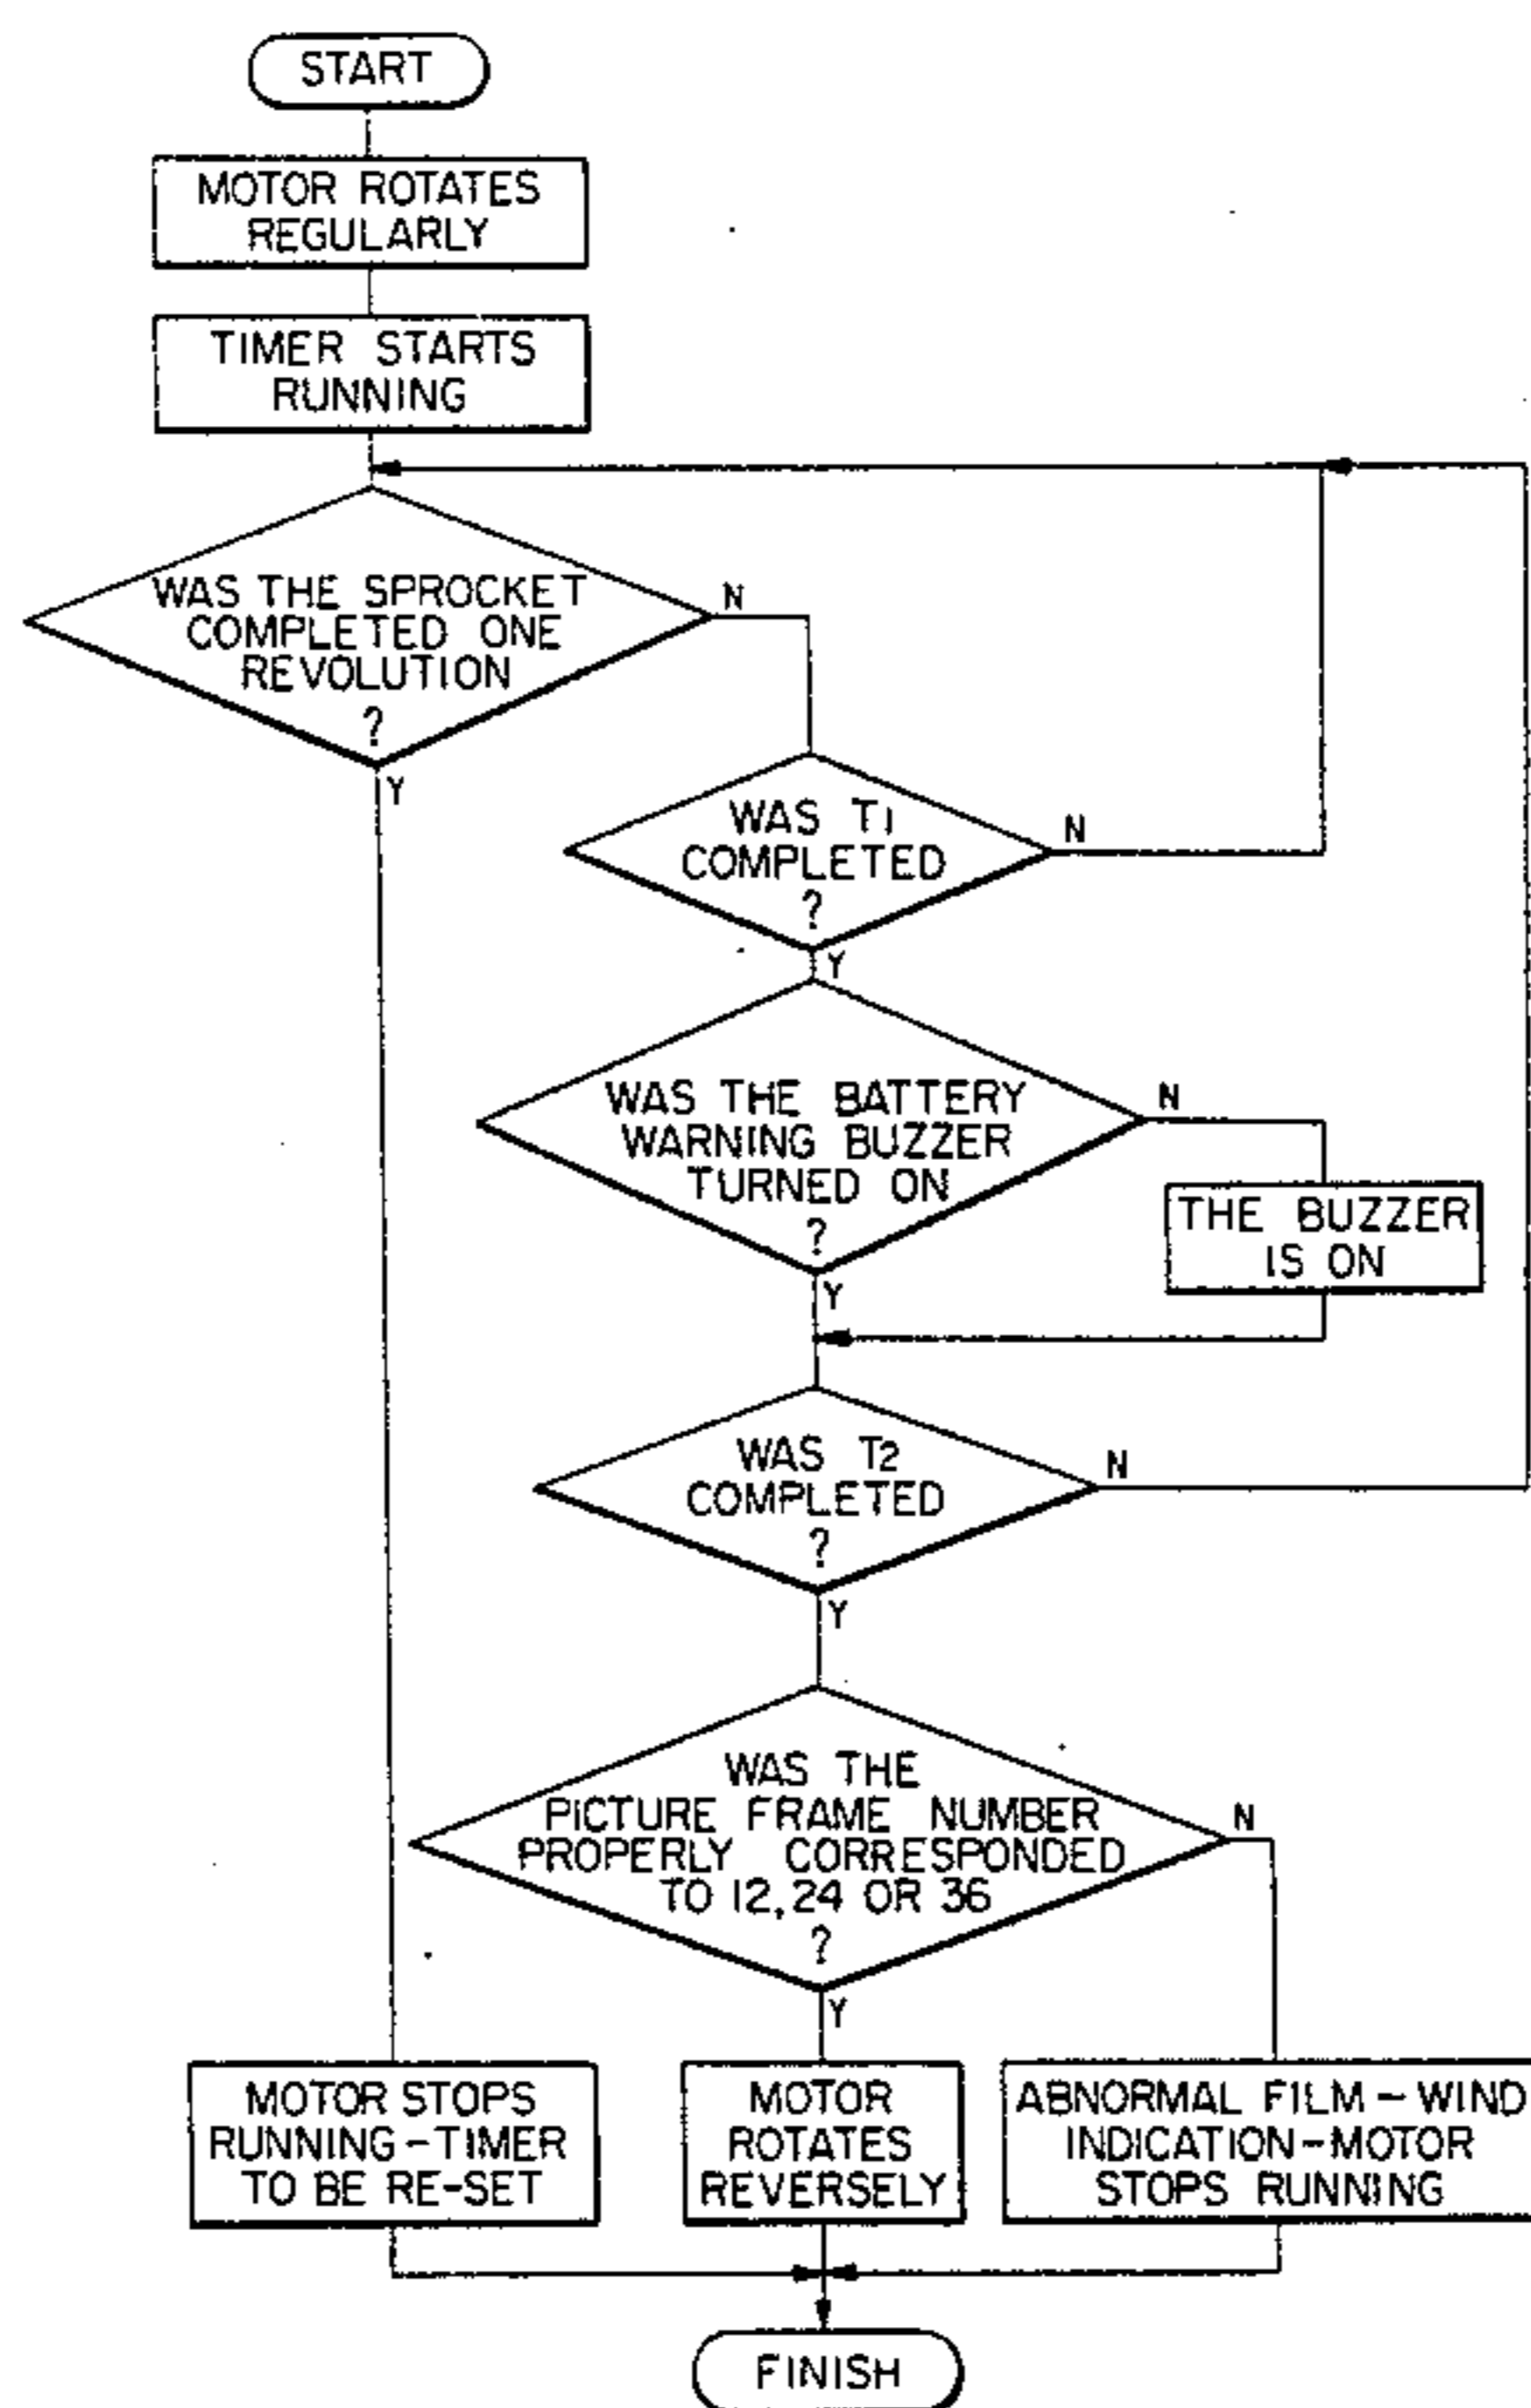 START
MOTOR ROTATES
REGULARLY
TIMER STARTS
RUNNING
WAS THE SPROCKET
COMPLETED ONE
REVOLUTION
?
N
Y
WAS T1
COMPLETED
?
N
Y
WAS THE BATTERY
WARNING BUZZER
TURNED ON
?
N
Y
THE BUZZER
IS ON
WAS T2
COMPLETED
?
N
Y
WAS THE
PICTURE FRAME NUMBER
PROPERLY CORRESPONDED
TO 12, 24 OR 36
?
N
Y
MOTOR STOPS
RUNNING-TIMER
TO BE RE-SET
MOTOR
ROTATES
REVERSELY
ABNORMAL FILM-WIND
INDICATION-MOTOR
STOPS RUNNING
FINISH